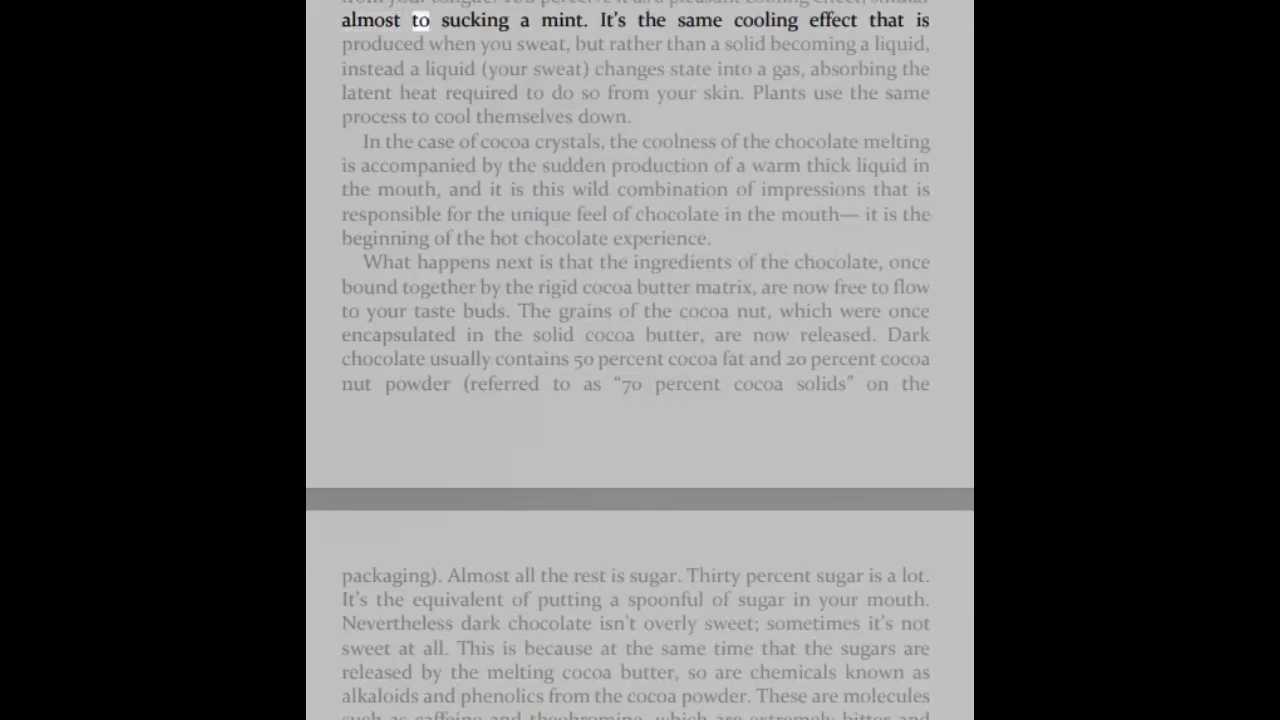 almost to sucking a mint. It's the same cooling effect that is
produced when you sweat, but rather than a solid becoming a liquid,
instead a liquid (your sweat) changes state into a gas, absorbing the
latent heat required to do so from your skin. Plants use the same
process to cool themselves down.
In the case of cocoa crystals, the coolness of the chocolate melting
is accompanied by the sudden production of a warm thick liquid in
the mouth, and it is this wild combination of impressions that is
responsible for the unique feel of chocolate in the mouth— it is the
beginning of the hot chocolate experience.
What happens next is that the ingredients of the chocolate, once
bound together by the rigid cocoa butter matrix, are now free to flow
to your taste buds. The grains of the cocoa nut, which were once
encapsulated in the solid cocoa butter, are now released. Dark
chocolate usually contains 50 percent cocoa fat and 20 percent cocoa
nut powder (referred to as “70 percent cocoa solids” on the
packaging). Almost all the rest is sugar. Thirty percent sugar is a lot.
It's the equivalent of putting a spoonful of sugar in your mouth.
Nevertheless dark chocolate isn't overly sweet; sometimes it's not
sweet at all. This is because at the same time that the sugars are
released by the melting cocoa butter, so are chemicals known as
alkaloids and phenolics from the cocoa powder. These are molecules
such as caffeine and theobromine, which are extremely bitter and